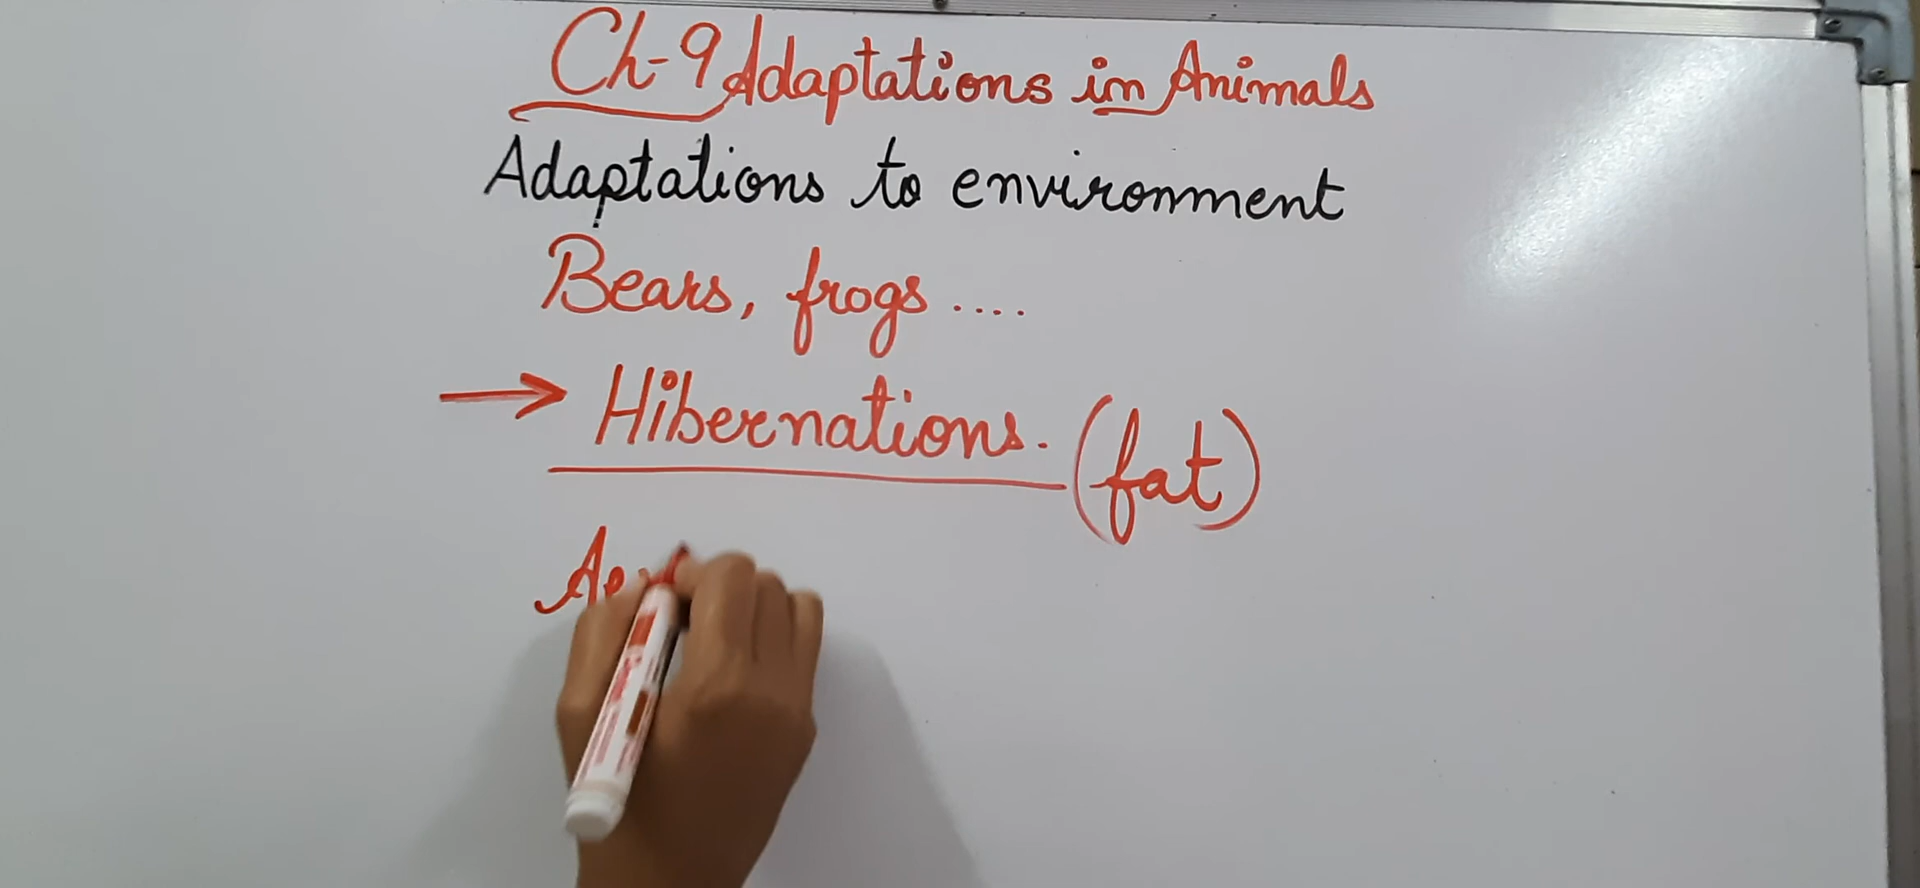 Ch-9 Adaptations in Animals
Adaptations to environment
Bears, frogs ....
→ Hibernations. (fat)